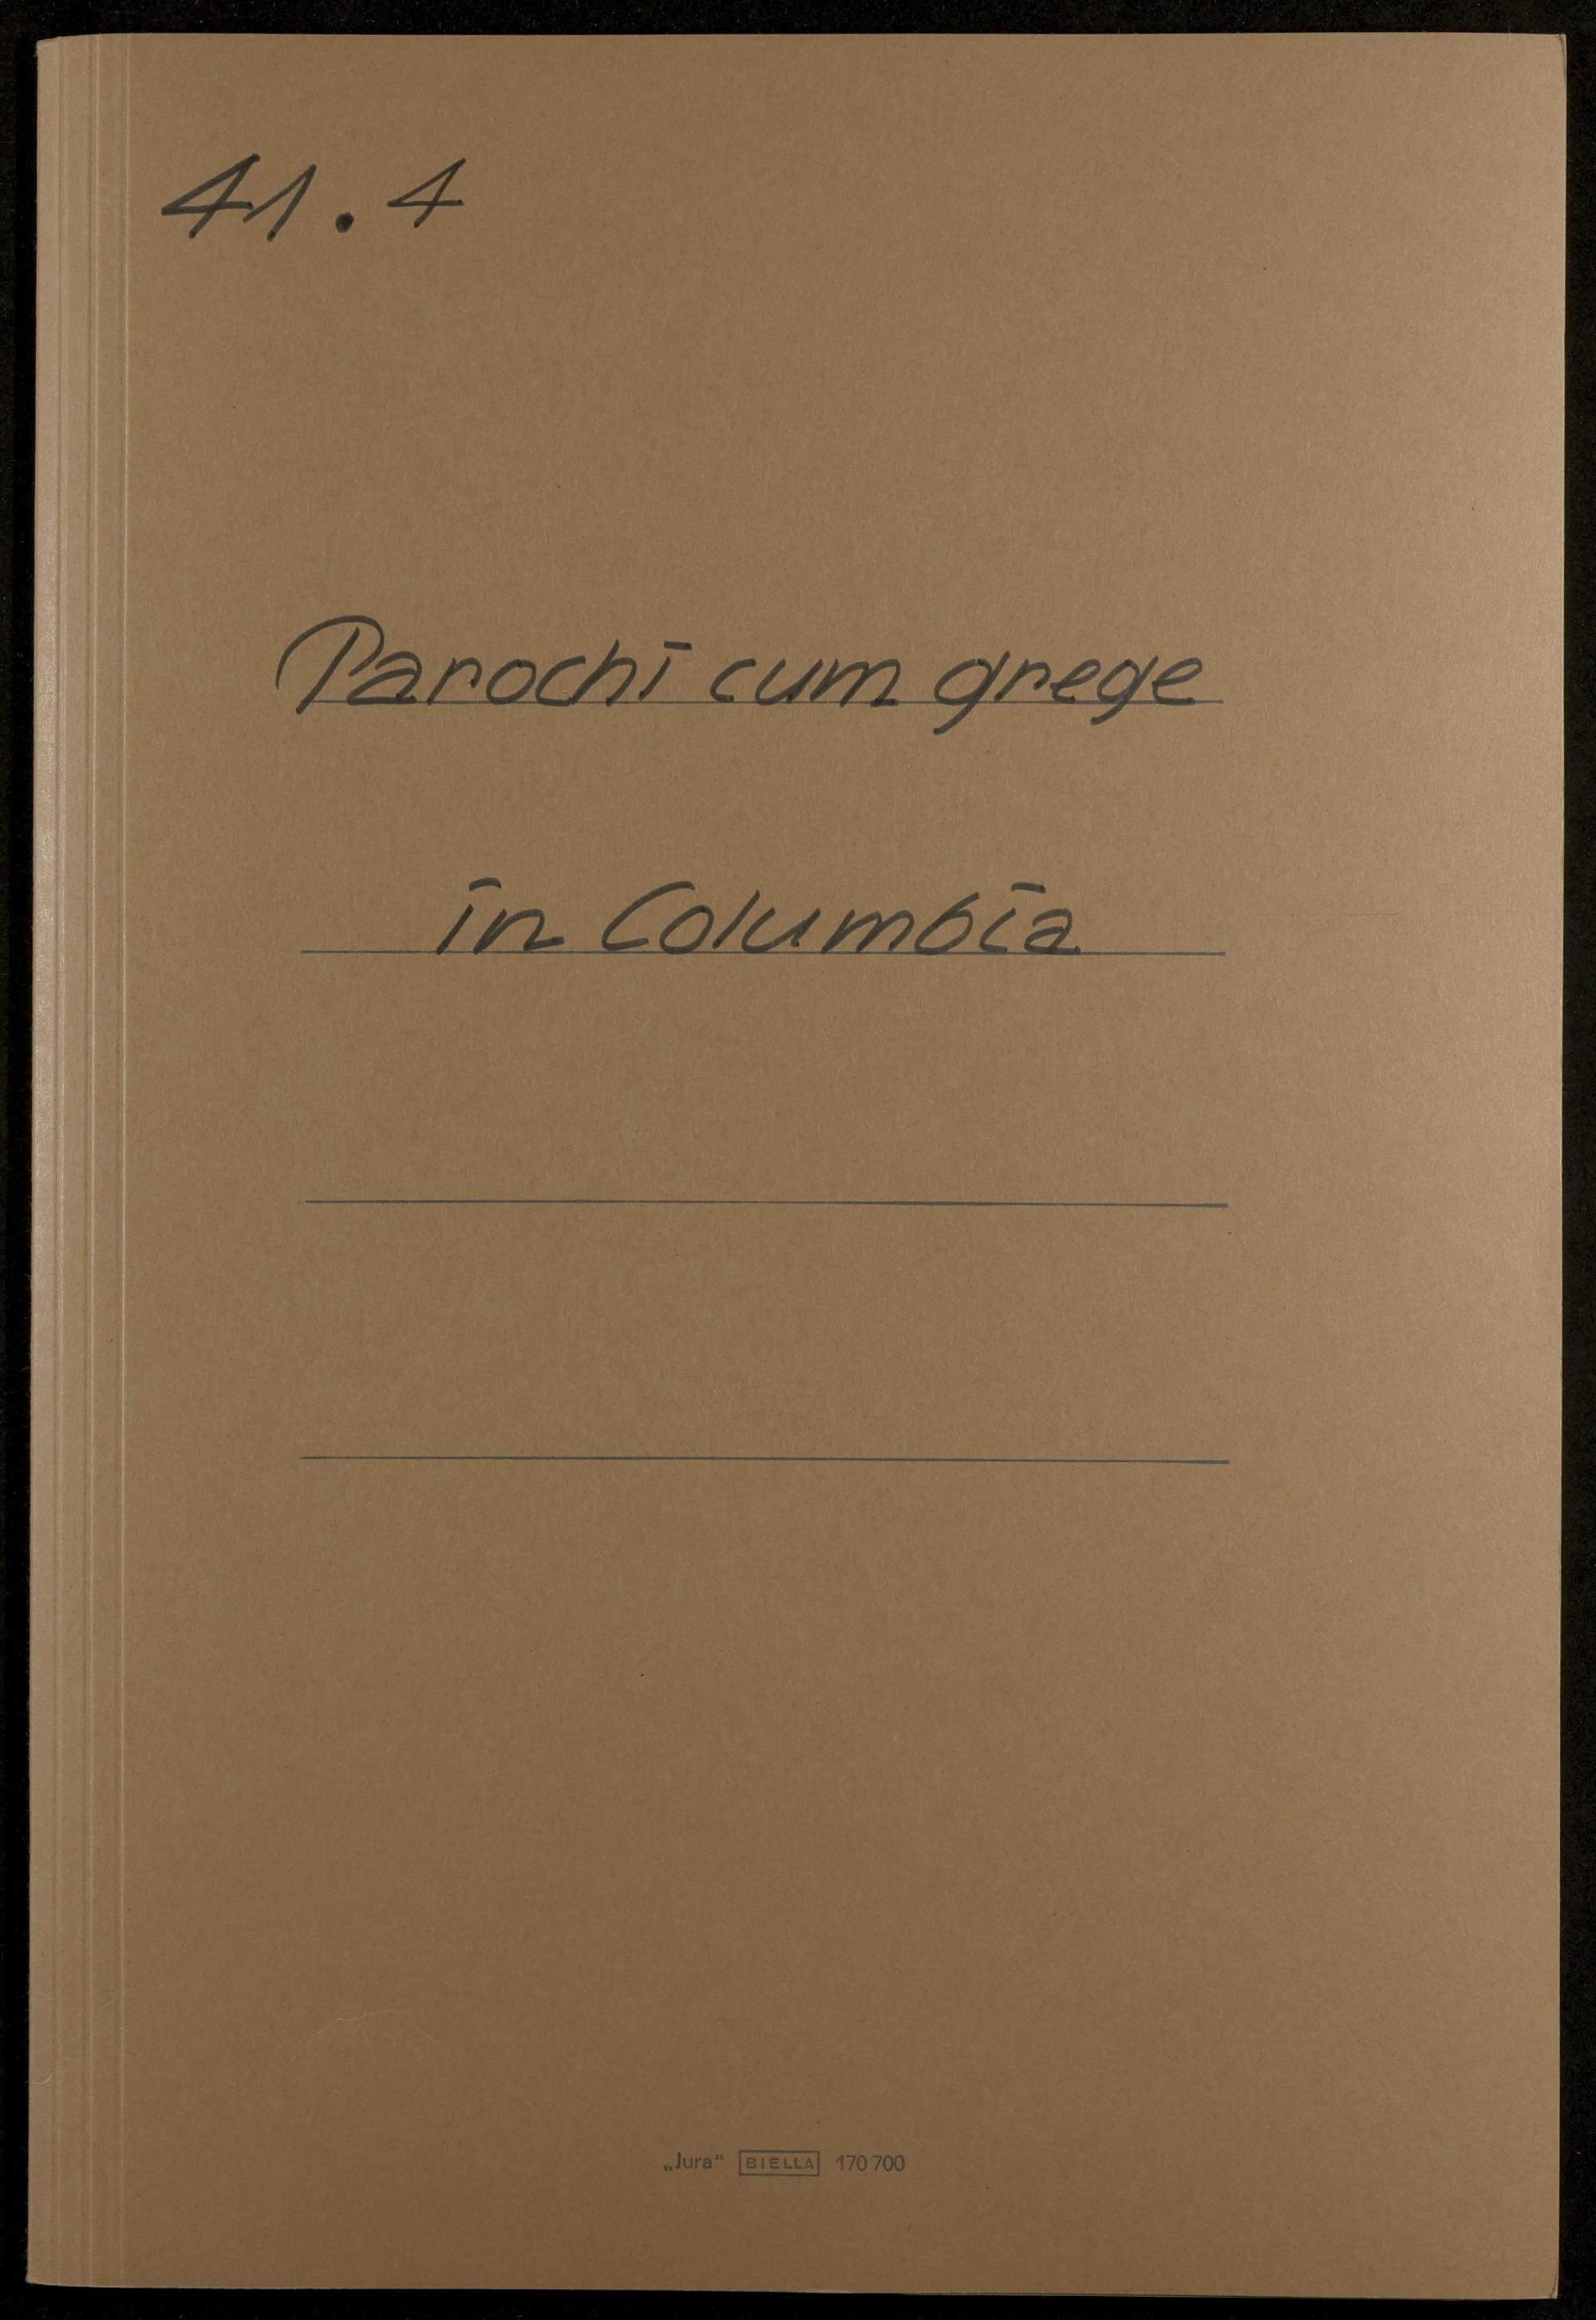 41.4
Parochi cum grege
in Columbia
„Jura“ BIELLA 170 700